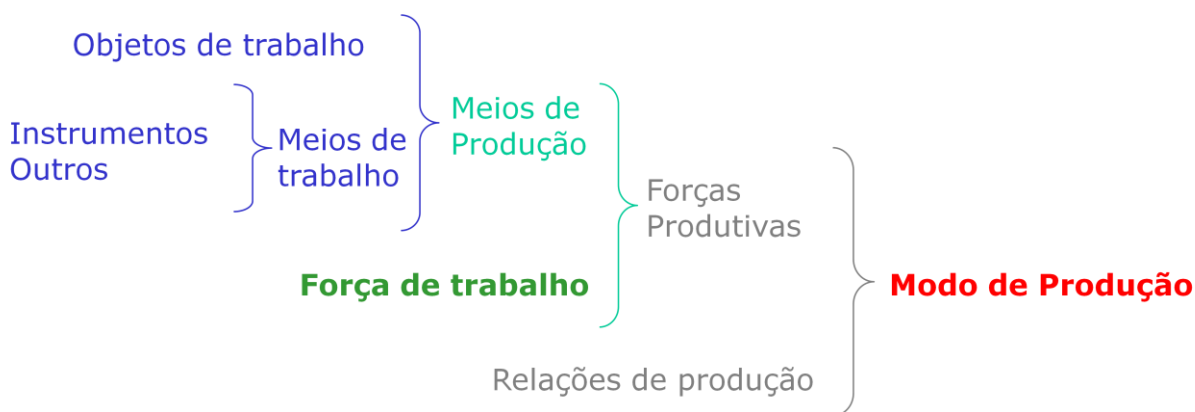 Objetos de trabalho
Instrumentos
Outros
Meios de
trabalho
Meios de
Produção
Força de trabalho
Forças
Produtivas
Relações de produção
Modo de Produção